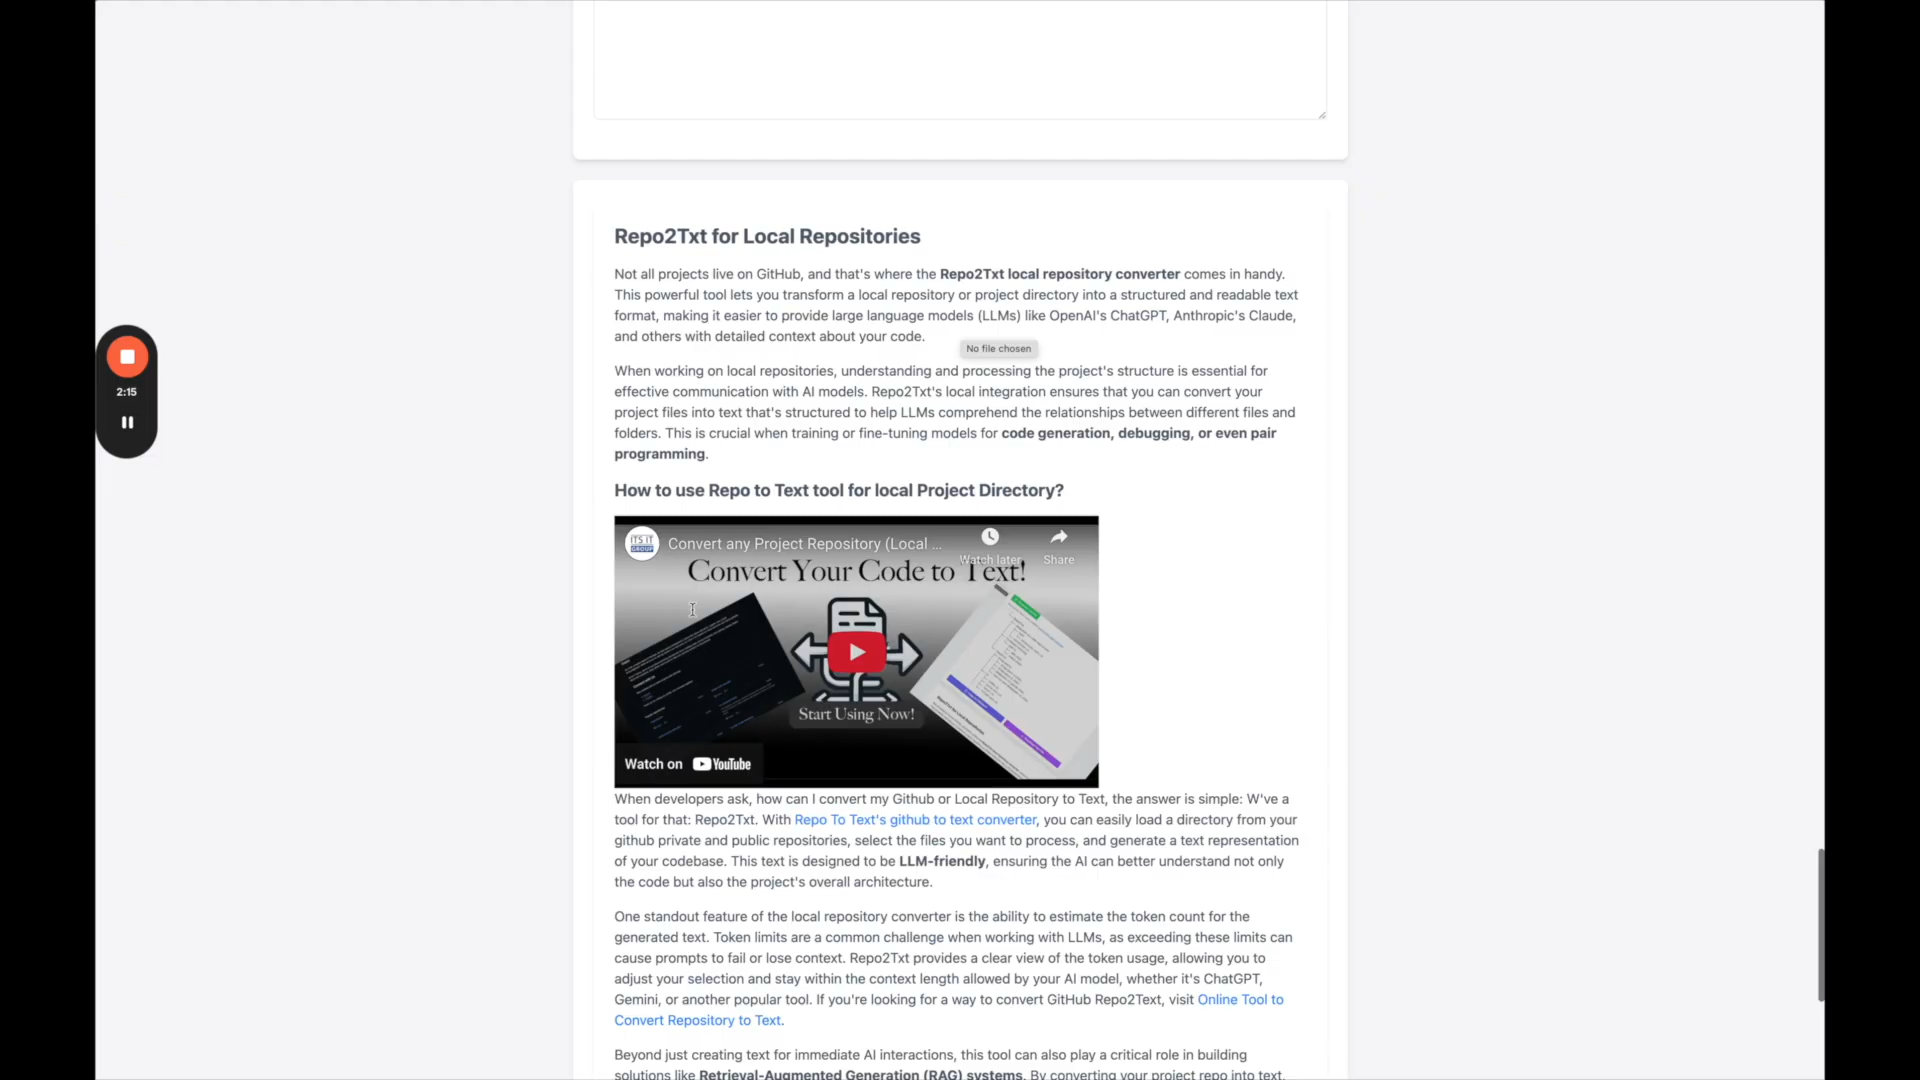 Repo2Txt for Local Repositories
Not all projects live on GitHub, and that's where the Repo2Txt local repository converter comes in handy.
This powerful tool lets you transform a local repository or project directory into a structured and readable text
format, making it easier to provide large language models (LLMs) like OpenAI's ChatGPT, Anthropic's Claude,
and others with detailed context about your code.
No file chosen
When working on local repositories, understanding and processing the project's structure is essential for
effective communication with AI models. Repo2Txt's local integration ensures that you can convert your
project files into text that's structured to help LLMs comprehend the relationships between different files and
folders. This is crucial when training or fine-tuning models for code generation, debugging, or even pair
programming.
2:15
How to use Repo to Text tool for local Project Directory?
ITS IT
GROUP
Convert any Project Repository (Local ...
Watch later
Share
Convert Your Code to Text!
Start Using Now!
Watch on YouTube
When developers ask, how can I convert my Github or Local Repository to Text, the answer is simple: W've a
tool for that: Repo2Txt. With Repo To Text's github to text converter, you can easily load a directory from your
github private and public repositories, select the files you want to process, and generate a text representation
of your codebase. This text is designed to be LLM-friendly, ensuring the AI can better understand not only
the code but also the project's overall architecture.
One standout feature of the local repository converter is the ability to estimate the token count for the
generated text. Token limits are a common challenge when working with LLMs, as exceeding these limits can
cause prompts to fail or lose context. Repo2Txt provides a clear view of the token usage, allowing you to
adjust your selection and stay within the context length allowed by your AI model, whether it's ChatGPT,
Gemini, or another popular tool. If you're looking for a way to convert GitHub Repo2Text, visit Online Tool to
Convert Repository to Text.
Beyond just creating text for immediate AI interactions, this tool can also play a critical role in building
solutions like Retrieval-Augmented Generation (RAG) systems. By converting your project repo into text,